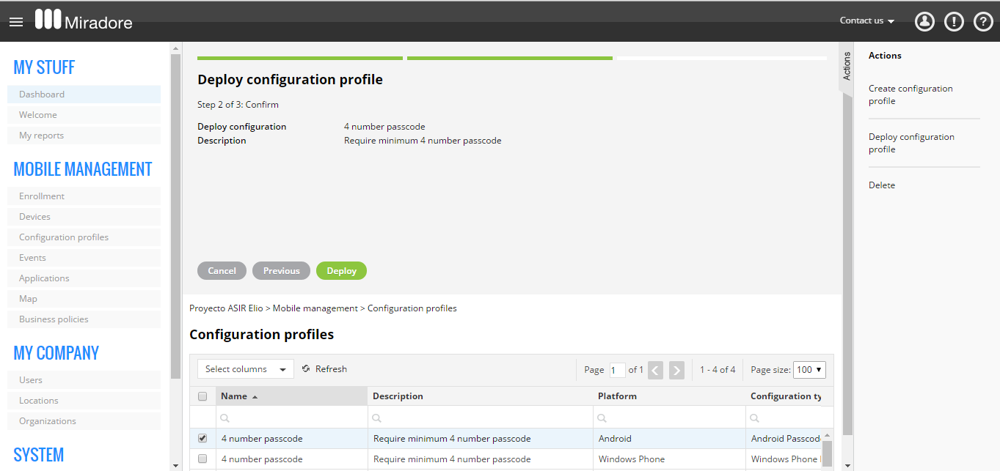 Miradore
Contact us
MY STUFF
Dashboard
Welcome
My reports
MOBILE MANAGEMENT
Enrollment
Devices
Configuration profiles
Events
Applications
Map
Business policies
MY COMPANY
Users
Locations
Organizations
SYSTEM
Deploy configuration profile
Step 2 of 3: Confirm
Deploy configuration 4 number passcode
Description Require minimum 4 number passcode
Cancel Previous Deploy
Proyecto ASIR Elio > Mobile management > Configuration profiles
Configuration profiles
Select columns Refresh Page 1 of 1 1 - 4 of 4 Page size: 100
Name Description Platform Configuration ty
4 number passcode Require minimum 4 number passcode Android Android Passcod
4 number passcode Require minimum 4 number passcode Windows Phone Windows Phone
Actions
Actions
Create configuration
profile
Deploy configuration
profile
Delete